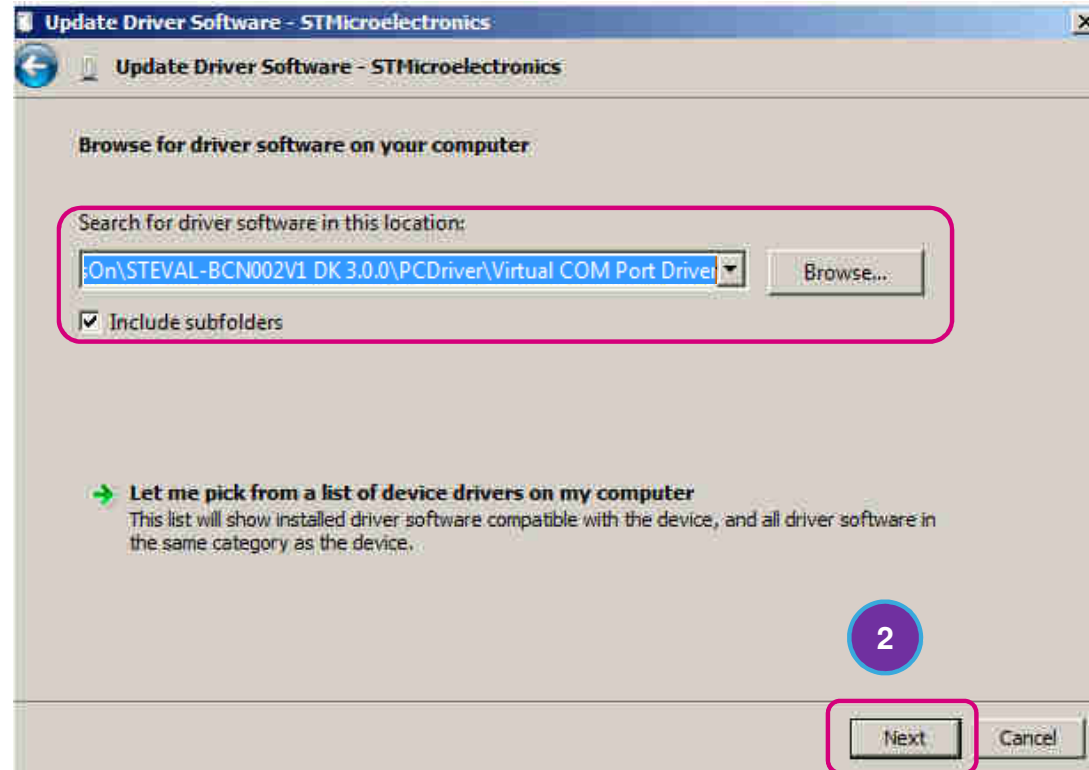 Update Driver Software - STMicroelectronics
Update Driver Software - STMicroelectronics
Browse for driver software on your computer
Search for driver software in this location:
sOn\STEVAL-BCN002V1 DK 3.0.0\PCDriver\Virtual COM Port Driver
Browse...
Include subfolders
Let me pick from a list of device drivers on my computer
This list will show installed driver software compatible with the device, and all driver software in
the same category as the device.
2
Next
Cancel